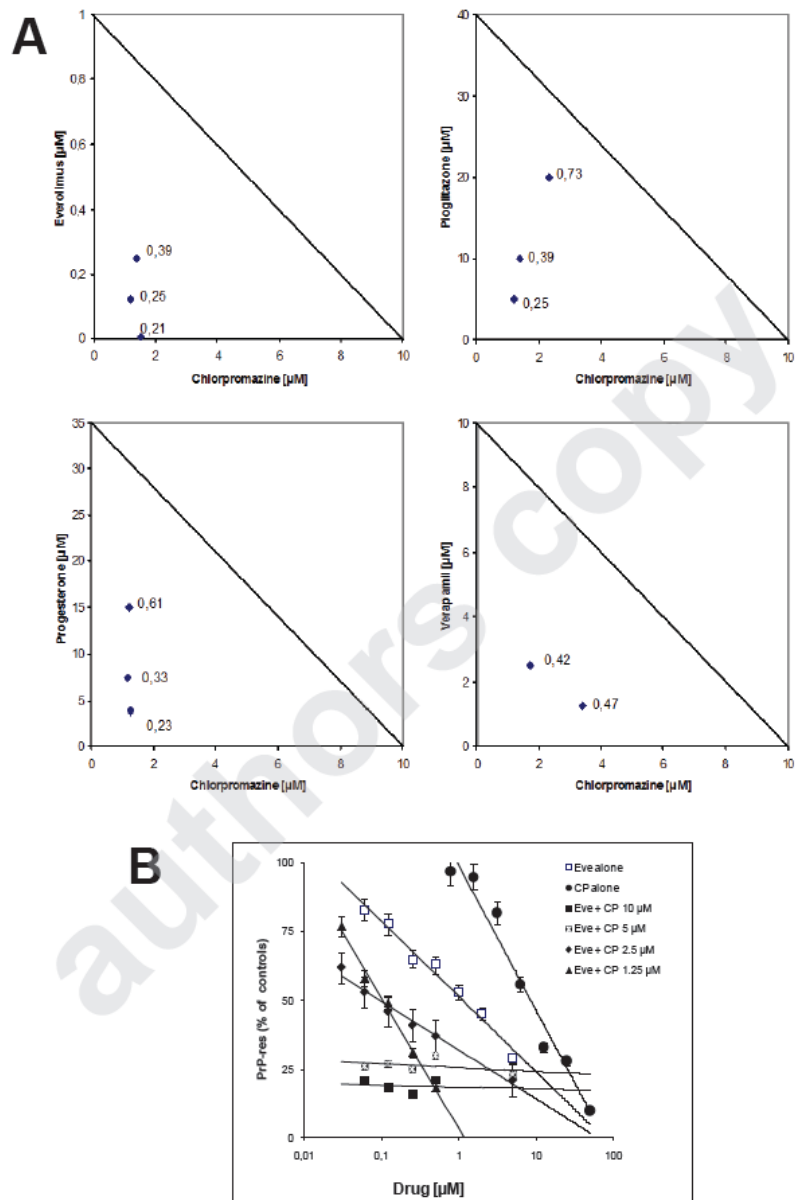 A
1
0,8
0,6
0,4
0,2
0
Everolimus [µM]
0,39
0,25
0,21
0 2 4 6 8 10
Chlorpromazine [µM]
40
30
20
10
0
Pioglitazone [µM]
0,73
0,39
0,25
0 2 4 6 8 10
Chlorpromazine [µM]
35
30
25
20
15
10
5
0
Progesterone [µM]
0,61
0,33
0,23
0 2 4 6 8 10
Chlorpromazine [µM]
10
8
6
4
2
0
Verapamil [µM]
0,42
0,47
0 2 4 6 8 10
Chlorpromazine [µM]
authors copy
B
100
75
50
25
0
PrP-res (% of controls)
Eve alone
CP alone
Eve + CP 10 µM
Eve + CP 5 µM
Eve + CP 2.5 µM
Eve + CP 1.25 µM
0,01 0,1 1 10 100
Drug [µM]